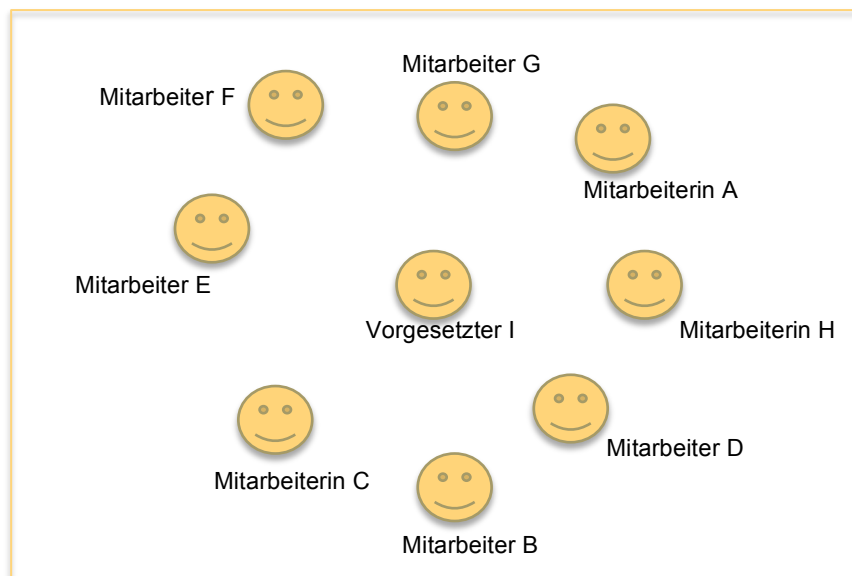 Mitarbeiter G
Mitarbeiter F
Mitarbeiterin A
Mitarbeiter E
Vorgesetzter I
Mitarbeiterin H
Mitarbeiter D
Mitarbeiterin C
Mitarbeiter B